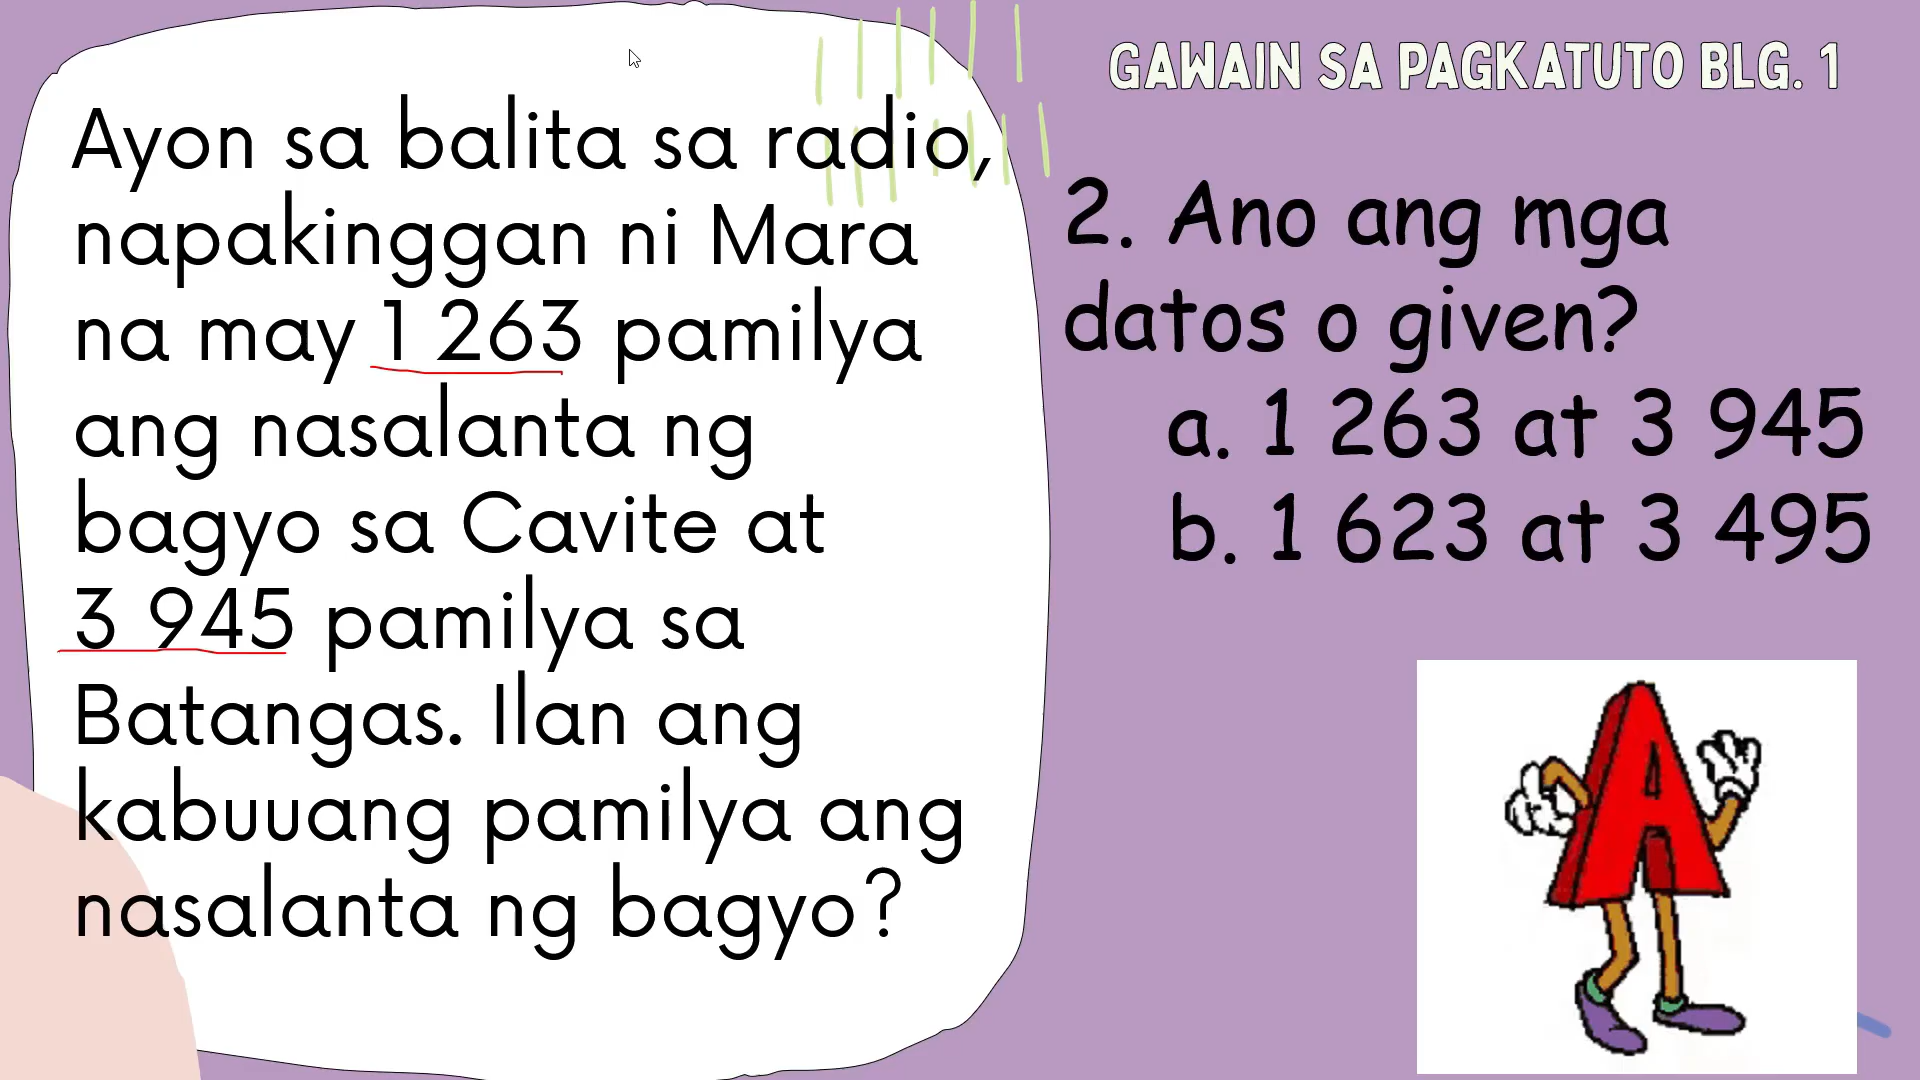 GAWAIN SA PAGKATUTO BLG. 1
Ayon sa balita sa radio,
napakinggan ni Mara
na may 1 263 pamilya
ang nasalanta ng
bagyo sa Cavite at
3 945 pamilya sa
Batangas. Ilan ang
kabuuang pamilya ang
nasalanta ng bagyo?
2. Ano ang mga
datos o given?
a. 1 263 at 3 945
b. 1 623 at 3 495
A